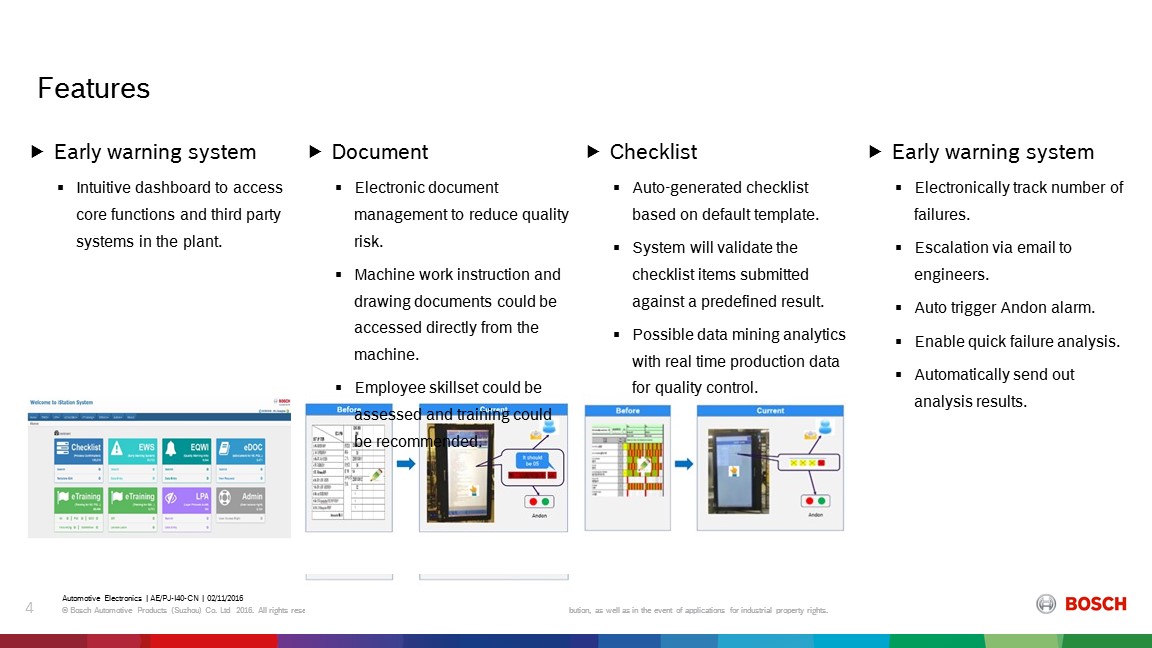 Features
Early warning system
Intuitive dashboard to access
core functions and third party
systems in the plant.
Document
Electronic document
management to reduce quality
risk.
Machine work instruction and
drawing documents could be
accessed directly from the
machine.
Employee skillset could be
assessed and training could
be recommended.
Checklist
Auto-generated checklist
based on default template.
System will validate the
checklist items submitted
against a predefined result.
Possible data mining analytics
with real time production data
for quality control.
Early warning system
Electronically track number of
failures.
Escalation via email to
engineers.
Auto trigger Andon alarm.
Enable quick failure analysis.
Automatically send out
analysis results.
Welcome to iStation System
BOSCH
Checklist
EWS
EQWI
eDOC
eTraining
eTraining
LPA
Admin
Before
Current
It should
be 05
Andon
Before
Current
Andon
4
Automotive Electronics | AE/PJ-I40-CN | 02/11/2016
© Bosch Automotive Products (Suzhou) Co. Ltd 2016. All rights rese
bution, as well as in the event of applications for industrial property rights.
BOSCH